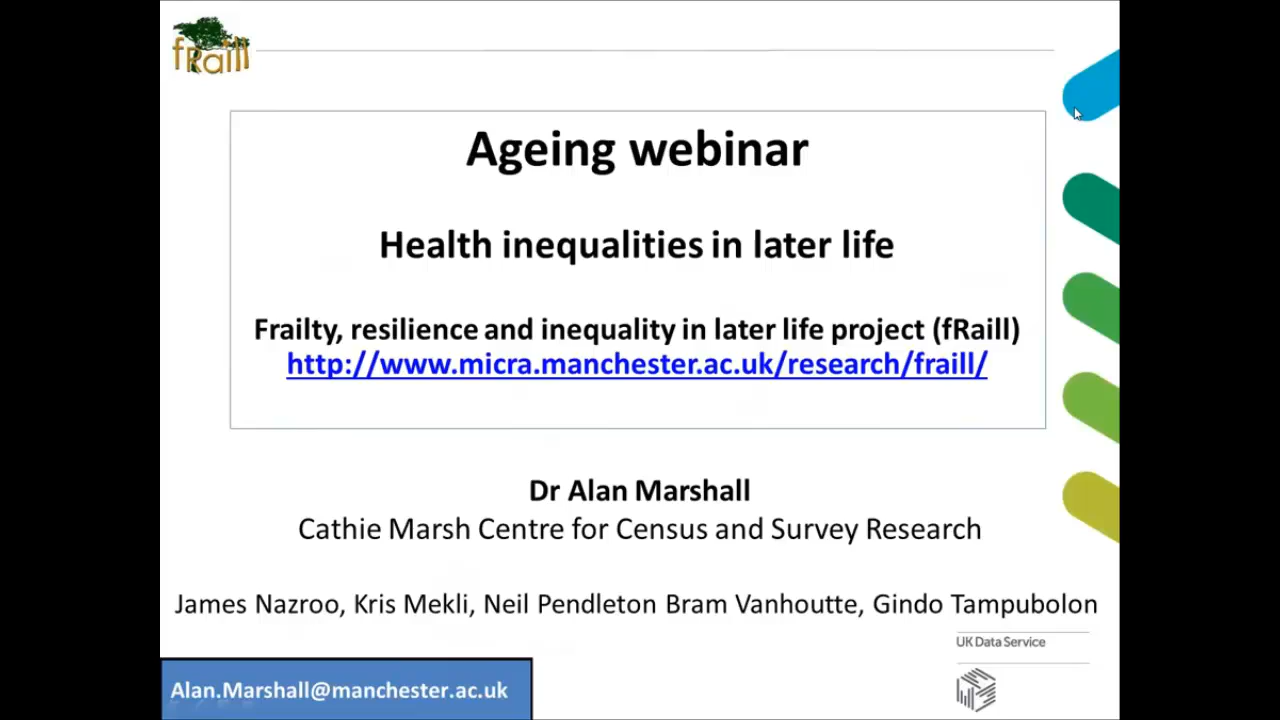 fRaill
Ageing webinar
Health inequalities in later life
Frailty, resilience and inequality in later life project (fRaill)
http://www.micra.manchester.ac.uk/research/fraill/
Dr Alan Marshall
Cathie Marsh Centre for Census and Survey Research
James Nazroo, Kris Mekli, Neil Pendleton Bram Vanhoutte, Gindo Tampubolon
UK Data Service
Alan.Marshall@manchester.ac.uk